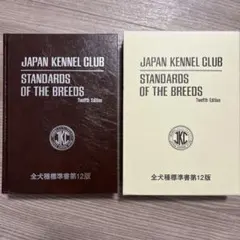 JAPAN KENNEL CLUB
STANDARDS
OF THE BREEDS
Twelfth Edition
JKC
全犬種標準書第12版
JAPAN KENNEL CLUB
STANDARDS
OF THE BREEDS
Twelfth Edition
JKC
全犬種標準書第12版